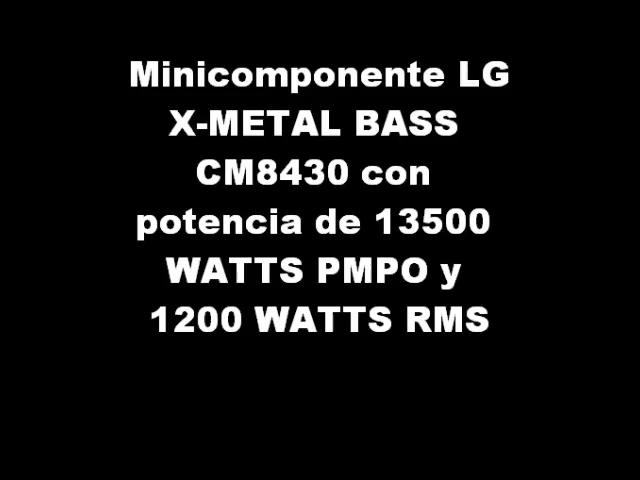 Minicomponente LG
X-METAL BASS
CM8430 con
potencia de 13500
WATTS PMPO y
1200 WATTS RMS